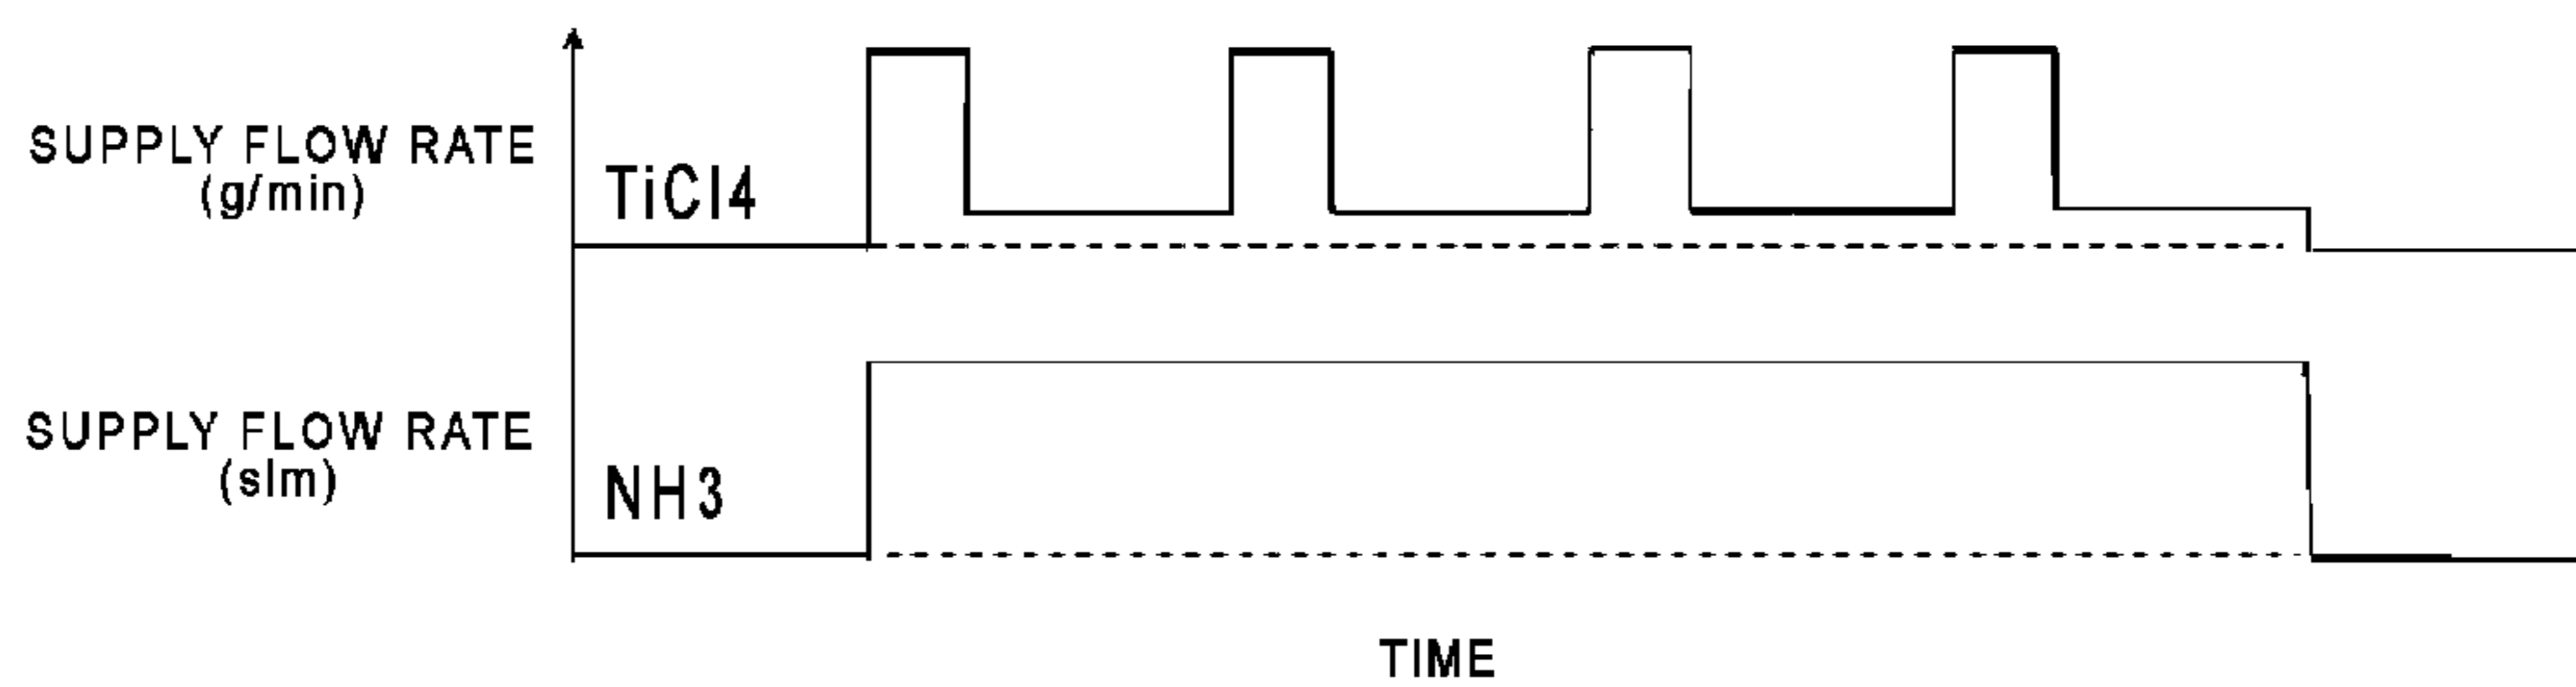 SUPPLY FLOW RATE
(g/min)
TiCl4
SUPPLY FLOW RATE
(slm)
NH3
TIME